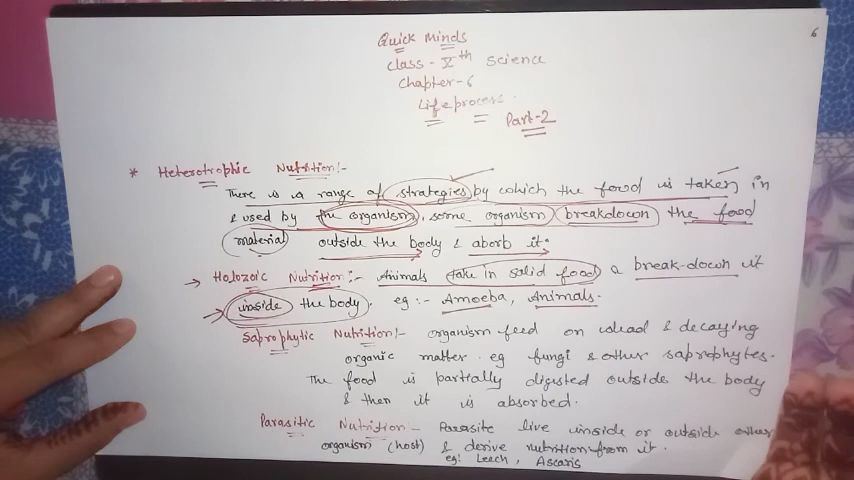 6
Quick Minds
Class - Xth Science
Chapter-6
Lifeprocess.
Part-2
* Heterotrophic Nutrition:-
There is a range of strategies by which the food is taken in
& used by the organism, some organism breakdown the food
material outside the body & absorb it.
→ Holozoic Nutrition:- Animals take in solid food & break-down it
→ inside the body. eg:- Amoeba, Animals.
Saprophytic Nutrition:- organism feed on dead & decaying
organic matter. eg fungi & other saprophytes.
The food is partially digested outside the body
& then it is absorbed.
Parasitic Nutrition - Parasite live inside or outside other
organism (host) & derive nutrition from it.
eg: Leech, Ascaris